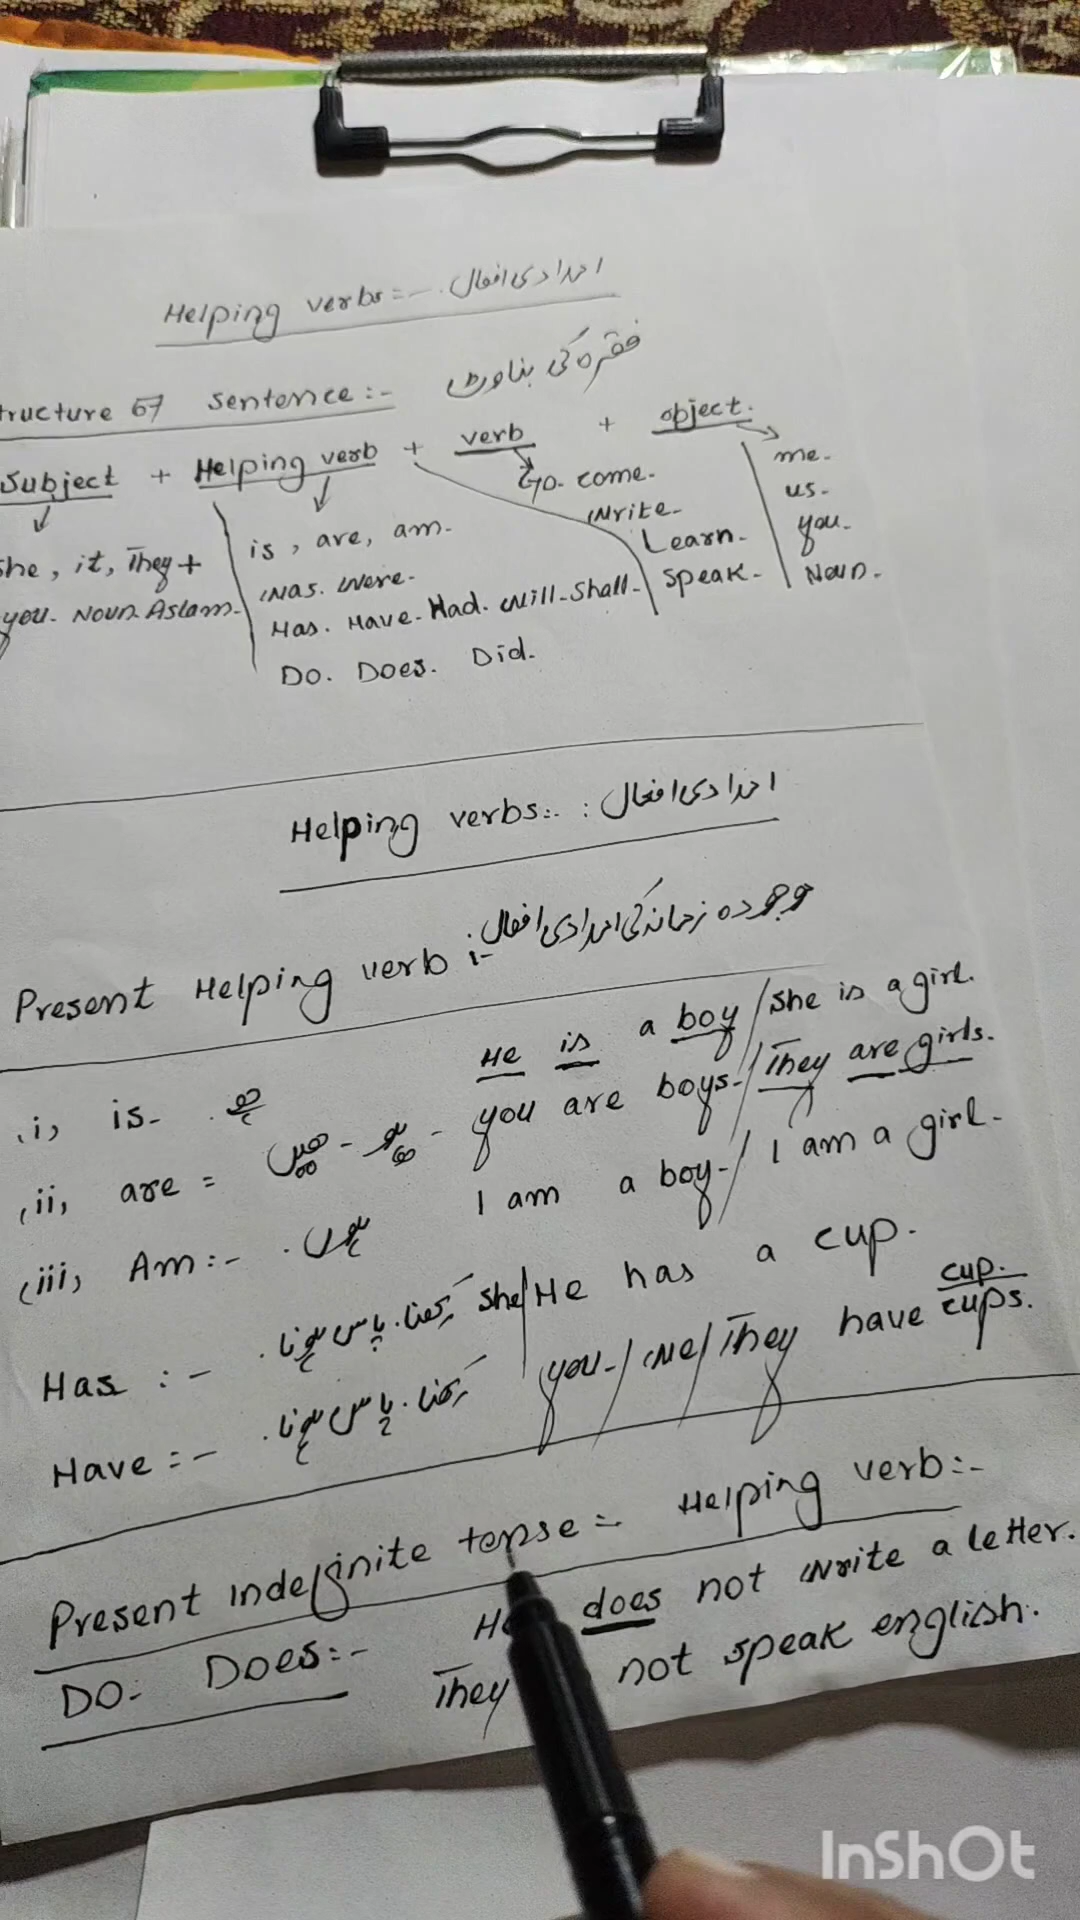 Helping verbs:- امدادی افعال
tructure of sentence:- فقرہ کی بناوٹ
Subject + Helping verb + verb + object.
she, it, They +
you. Noun. Aslam.
is, are, am.
was. were.
Has. Have. Had. Will. Shall.
Do. Does. Did.
Go. come.
write.
Learn.
Speak.
me.
us.
you.
Noun.
Helping verbs:- : امدادی افعال
Present Helping verb :- موجودہ زمانہ کی امدادی افعال
(i) is- ہے He is a boy / She is a girl.
(ii) are = ہیں - ہو - you are boys- / They are girls.
(iii) Am:- ہوں. I am a boy- / I am a girl.
Has :- رکھنا. پاس ہونا. she/He has a cup.
Have :- رکھنا. پاس ہونا. you- / we / They have cup. cups.
Present indefinite tense = Helping verb:-
Do- Does:- He does not write a letter.
They not speak english.
InShOt